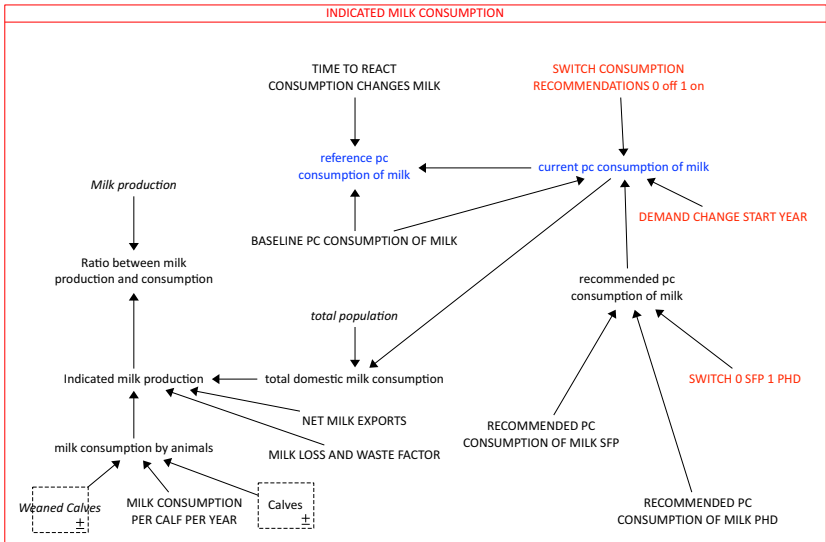 INDICATED MILK CONSUMPTION
TIME TO REACT
CONSUMPTION CHANGES MILK
SWITCH CONSUMPTION
RECOMMENDATIONS 0 off 1 on
reference pc
consumption of milk
current pc consumption of milk
Milk production
DEMAND CHANGE START YEAR
BASELINE PC CONSUMPTION OF MILK
Ratio between milk
production and consumption
recommended pc
consumption of milk
total population
Indicated milk production
total domestic milk consumption
SWITCH 0 SFP 1 PHD
NET MILK EXPORTS
RECOMMENDED PC
CONSUMPTION OF MILK SFP
milk consumption by animals
MILK LOSS AND WASTE FACTOR
Weaned Calves
±
MILK CONSUMPTION
PER CALF PER YEAR
Calves
±
RECOMMENDED PC
CONSUMPTION OF MILK PHD